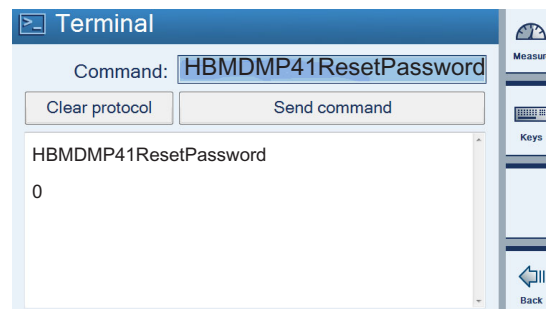 Terminal
Measur
Command: HBMDMP41ResetPassword
Clear protocol Send command
Keys
HBMDMP41ResetPassword
0
Back